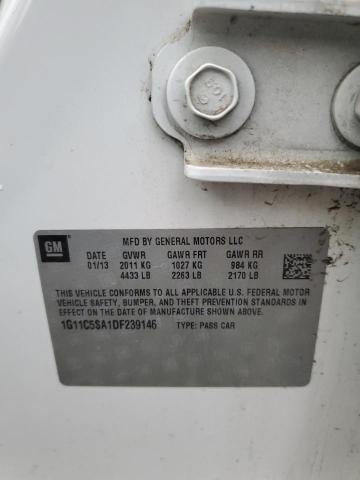 GM
MFD BY GENERAL MOTORS LLC
DATE GVWR GAWR FRT GAWR RR
01/13 2011 KG 1027 KG 984 KG
4433 LB 2263 LB 2170 LB
THIS VEHICLE CONFORMS TO ALL APPLICABLE U.S. FEDERAL MOTOR
VEHICLE SAFETY, BUMPER, AND THEFT PREVENTION STANDARDS
IN EFFECT ON THE DATE OF MANUFACTURE SHOWN ABOVE.
1G11C5SA1DF239146 TYPE: PASS CAR